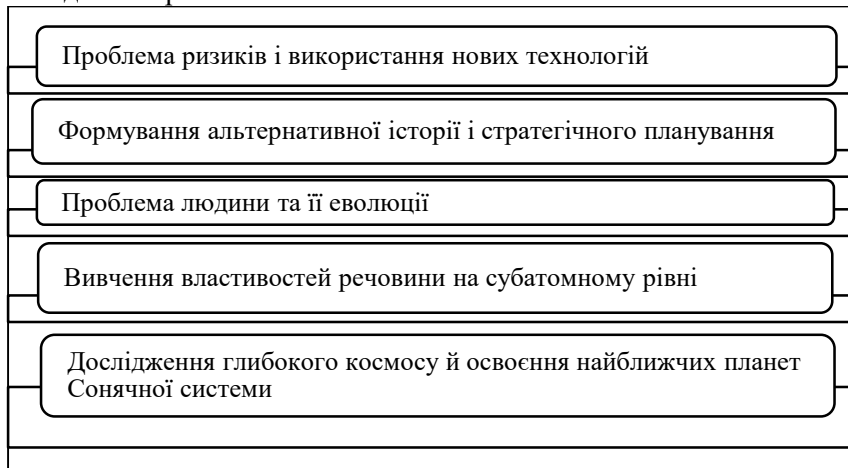 Проблема ризиків і використання нових технологій
Формування альтернативної історії і стратегічного планування
Проблема людини та її еволюції
Вивчення властивостей речовини на субатомному рівні
Дослідження глибокого космосу й освоєння найближчих планет
Сонячної системи